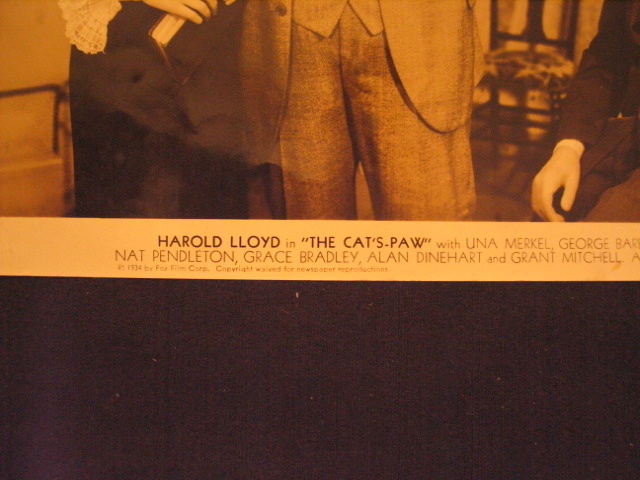 HAROLD LLOYD in "THE CAT'S-PAW" with UNA MERKEL, GEORGE BAR
NAT PENDLETON, GRACE BRADLEY, ALAN DINEHART and GRANT MITCHELL A
© 1934 by Fox Film Corp. Copyright waived for newspaper reproductions